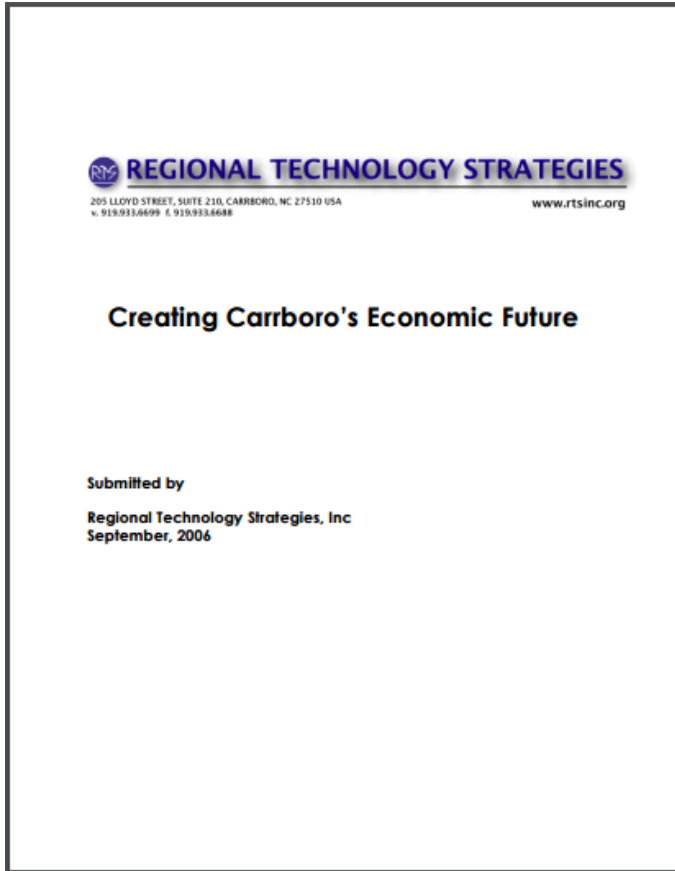 RTS REGIONAL TECHNOLOGY STRATEGIES
205 LLOYD STREET, SUITE 210, CARRBORO, NC 27510 USA
v. 919.933.6699 f. 919.933.6688
www.rtsinc.org
Creating Carrboro's Economic Future
Submitted by
Regional Technology Strategies, Inc
September, 2006